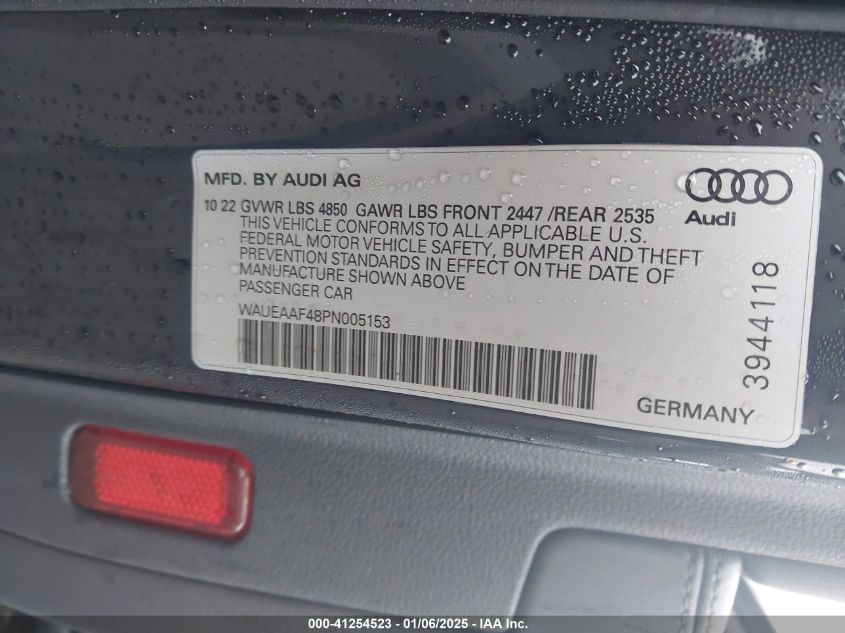 MFD. BY AUDI AG
10 22 GVWR LBS 4850 GAWR LBS FRONT 2447 /REAR 2535
THIS VEHICLE CONFORMS TO ALL APPLICABLE U.S.
FEDERAL MOTOR VEHICLE SAFETY, BUMPER AND THEFT
PREVENTION STANDARDS IN EFFECT ON THE DATE OF
MANUFACTURE SHOWN ABOVE
PASSENGER CAR
WAUEAAF48PN005153
Audi
3944118
GERMANY
000-41254523 - 01/06/2025 - IAA Inc.